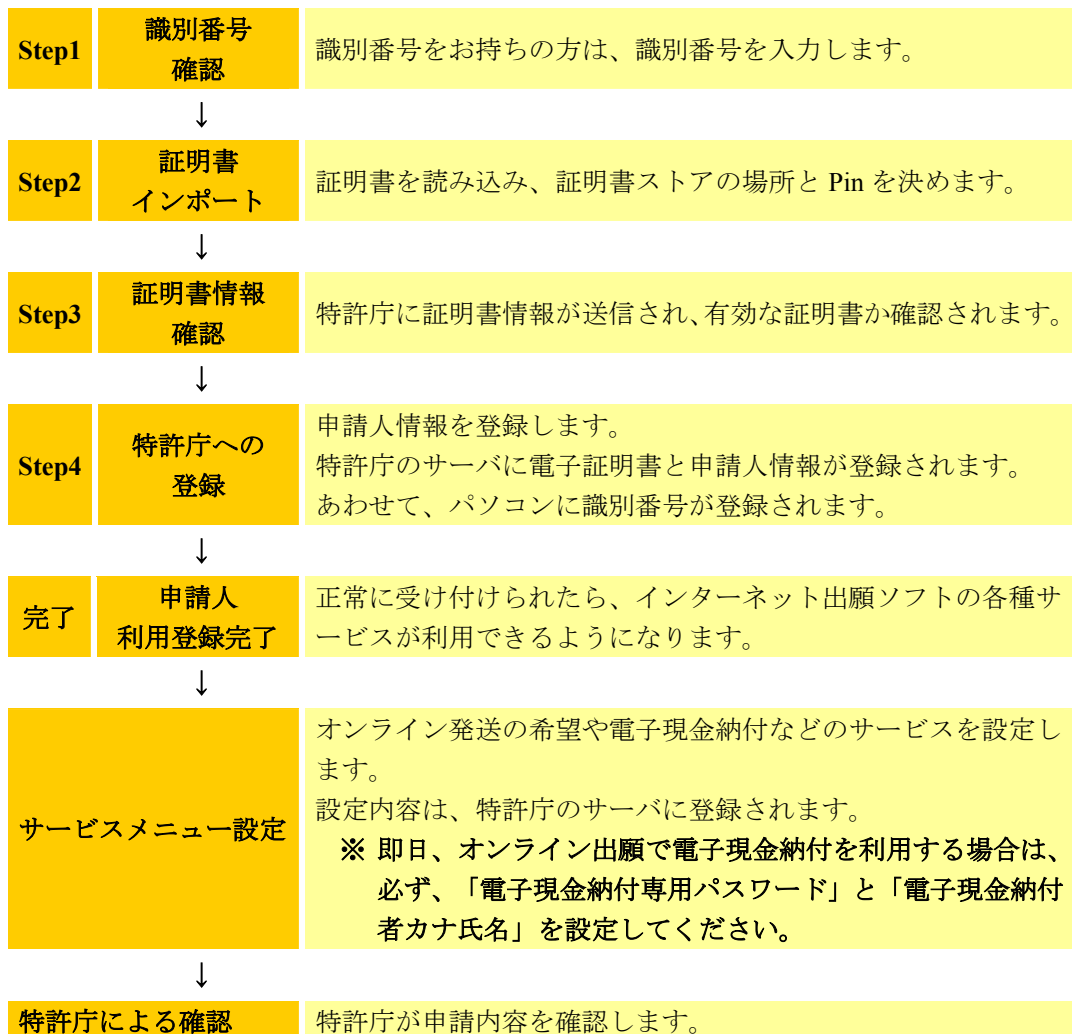 Step1
識別番号
確認
識別番号をお持ちの方は、識別番号を入力します。
↓
Step2
証明書
インポート
証明書を読み込み、証明書ストアの場所と Pin を決めます。
↓
Step3
証明書情報
確認
特許庁に証明書情報が送信され、有効な証明書か確認されます。
↓
Step4
特許庁への
登録
申請人情報を登録します。
特許庁のサーバに電子証明書と申請人情報が登録されます。
あわせて、パソコンに識別番号が登録されます。
↓
完了
申請人
利用登録完了
正常に受け付けられたら、インターネット出願ソフトの各種サ
ービスが利用できるようになります。
↓
サービスメニュー設定
オンライン発送の希望や電子現金納付などのサービスを設定し
ます。
設定内容は、特許庁のサーバに登録されます。
※ 即日、オンライン出願で電子現金納付を利用する場合は、
必ず、「電子現金納付専用パスワード」と「電子現金納付
者カナ氏名」を設定してください。
↓
特許庁による確認
特許庁が申請内容を確認します。